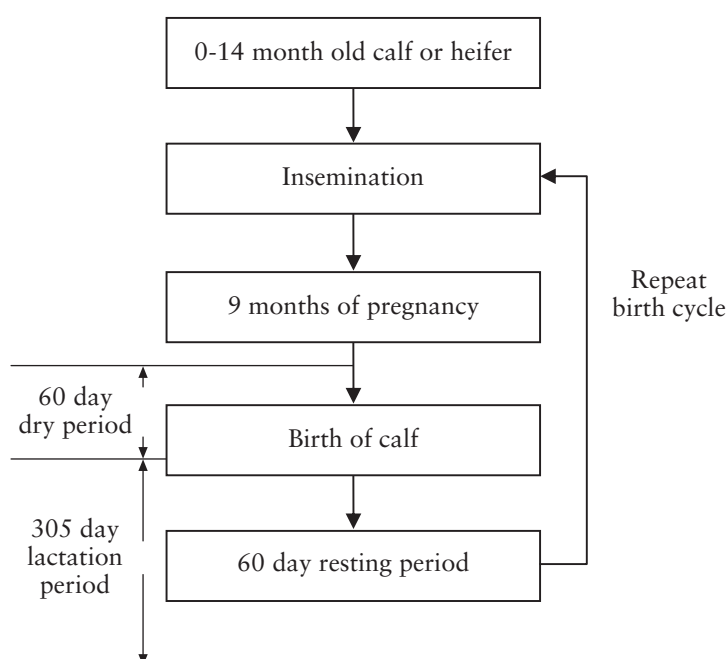 0-14 month old calf or heifer
Insemination
9 months of pregnancy
Repeat
birth cycle
60 day
dry period
Birth of calf
305 day
lactation
period
60 day resting period